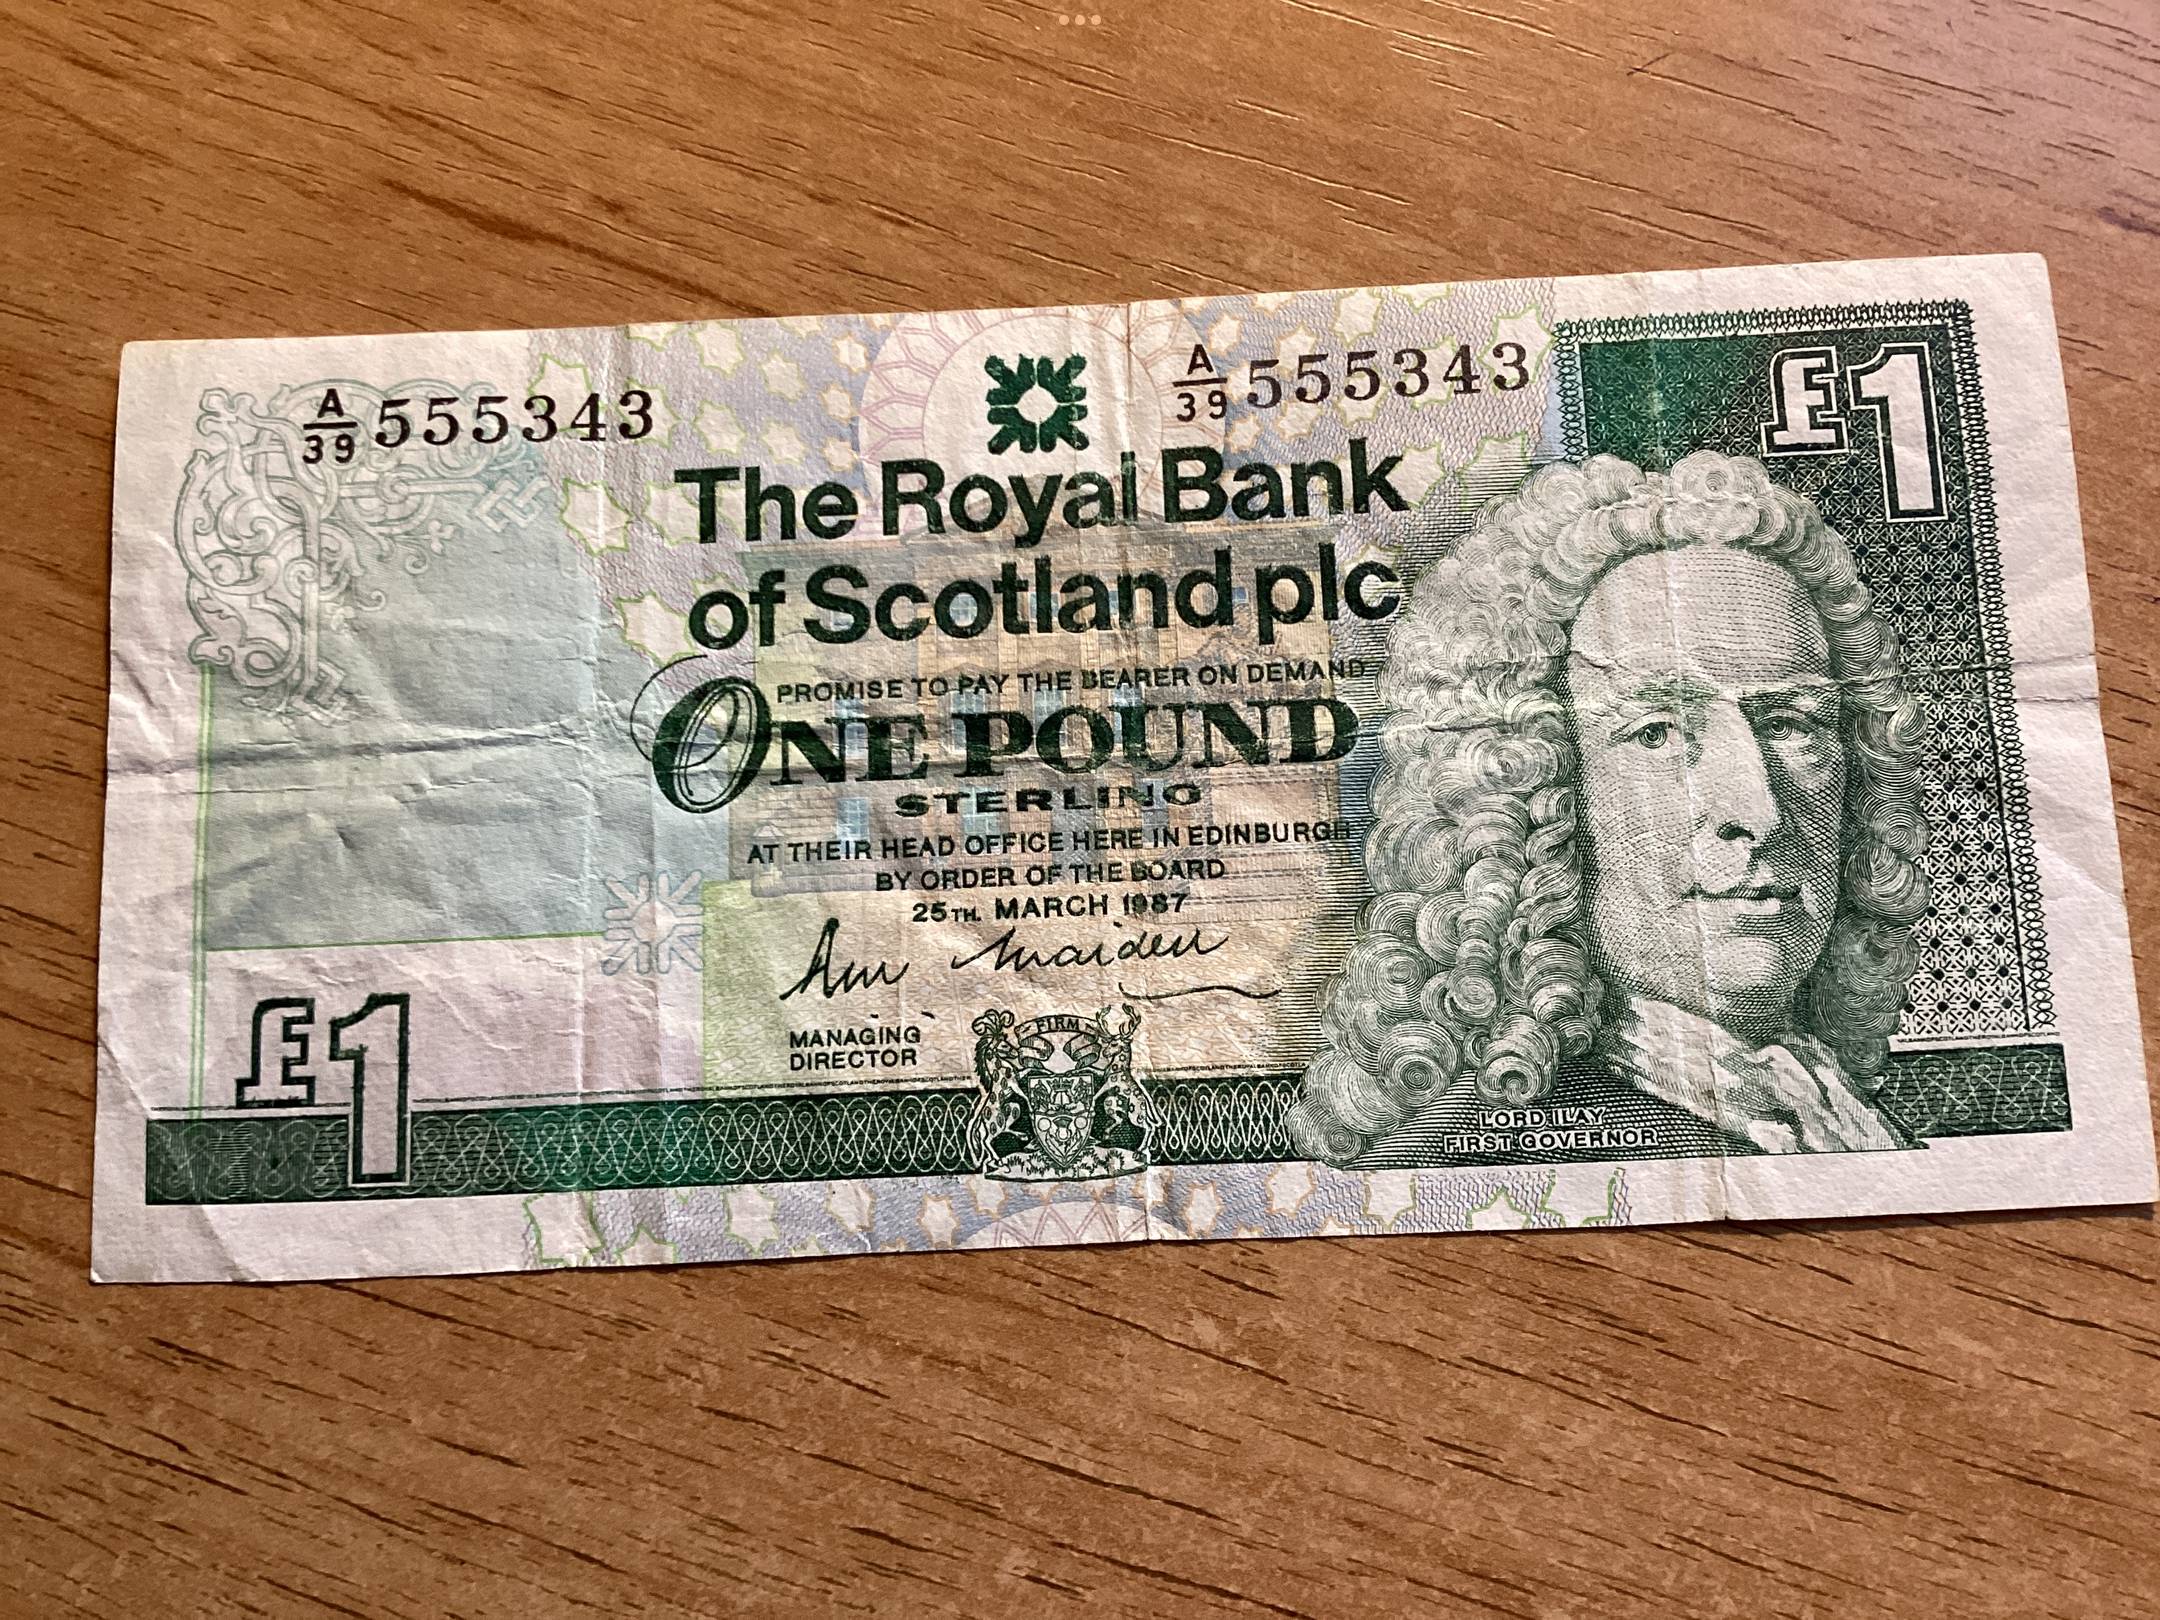 A/39 555343
A/39 555343
£1
The Royal Bank
of Scotland plc
PROMISE TO PAY THE BEARER ON DEMAND
ONE POUND
STERLING
AT THEIR HEAD OFFICE HERE IN EDINBURGH
BY ORDER OF THE BOARD
25TH. MARCH 1987
MANAGING
DIRECTOR
FIRM
£1
LORD ILAY
FIRST GOVERNOR